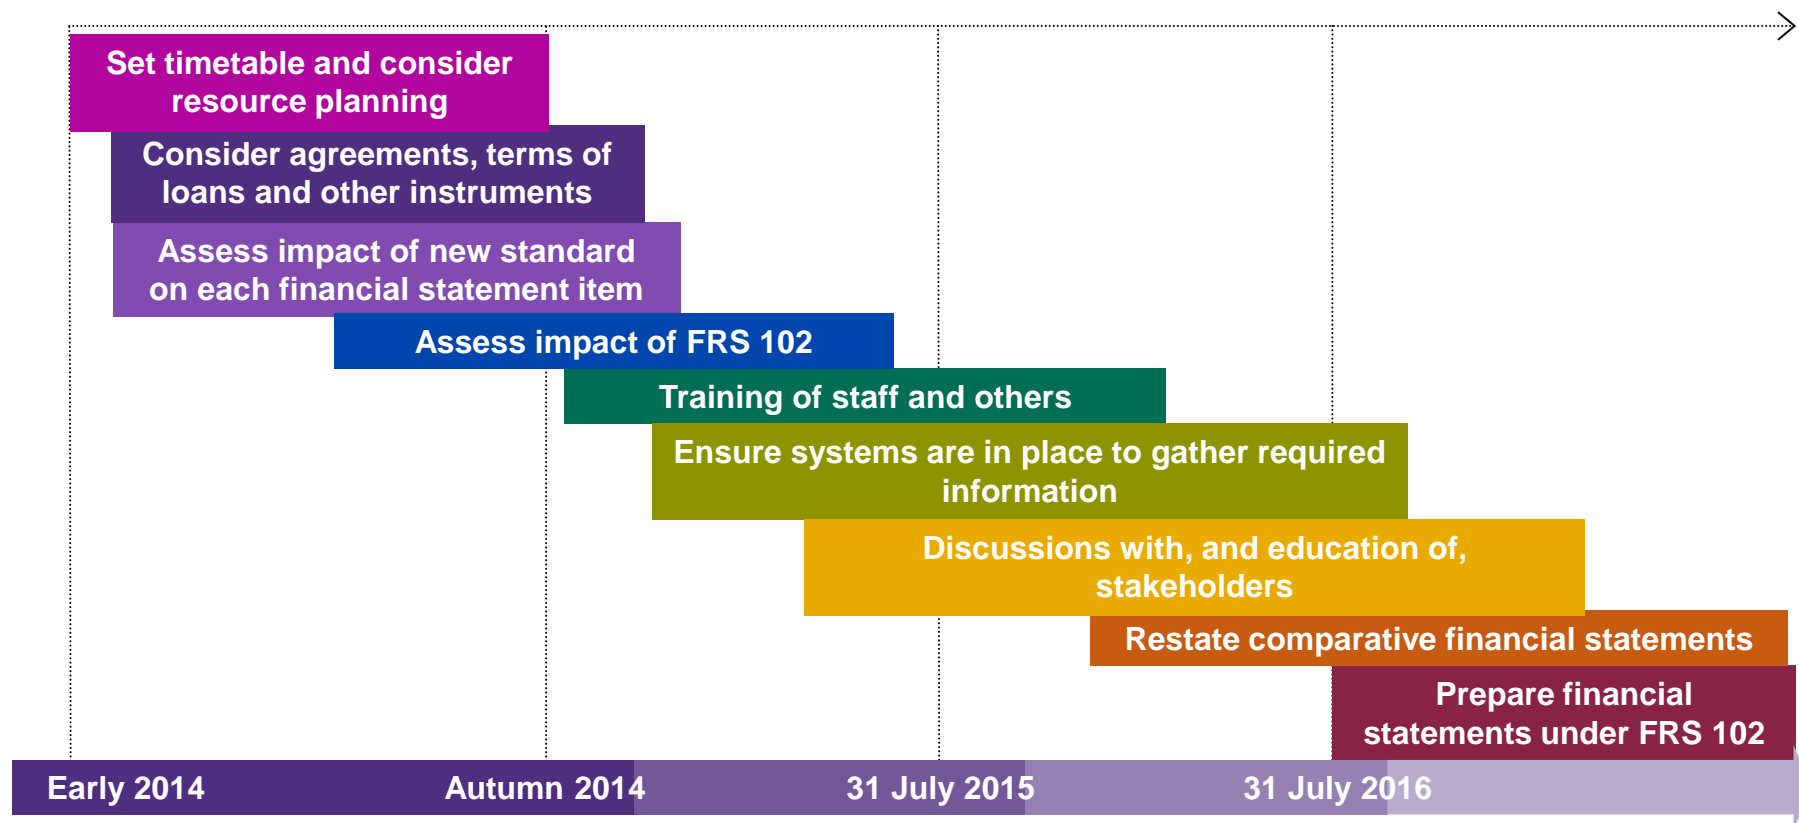 Set timetable and consider
resource planning
Consider agreements, terms of
loans and other instruments
Assess impact of new standard
on each financial statement item
Assess impact of FRS 102
Training of staff and others
Ensure systems are in place to gather required
information
Discussions with, and education of,
stakeholders
Restate comparative financial statements
Prepare financial
statements under FRS 102
Early 2014
Autumn 2014
31 July 2015
31 July 2016